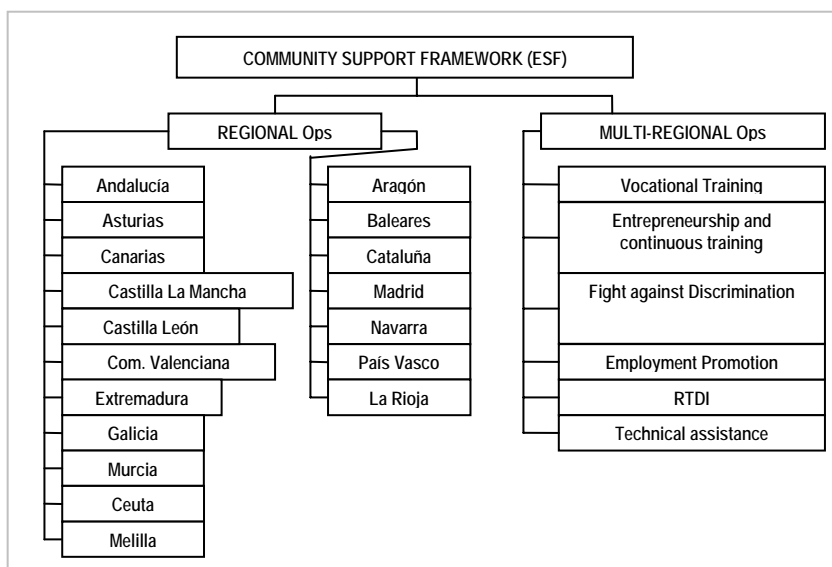 COMMUNITY SUPPORT FRAMEWORK (ESF)
REGIONAL Ops
MULTI-REGIONAL Ops
Andalucía
Asturias
Canarias
Castilla La Mancha
Castilla León
Com. Valenciana
Extremadura
Galicia
Murcia
Ceuta
Melilla
Aragón
Baleares
Cataluña
Madrid
Navarra
País Vasco
La Rioja
Vocational Training
Entrepreneurship and
continuous training
Fight against Discrimination
Employment Promotion
RTDI
Technical assistance